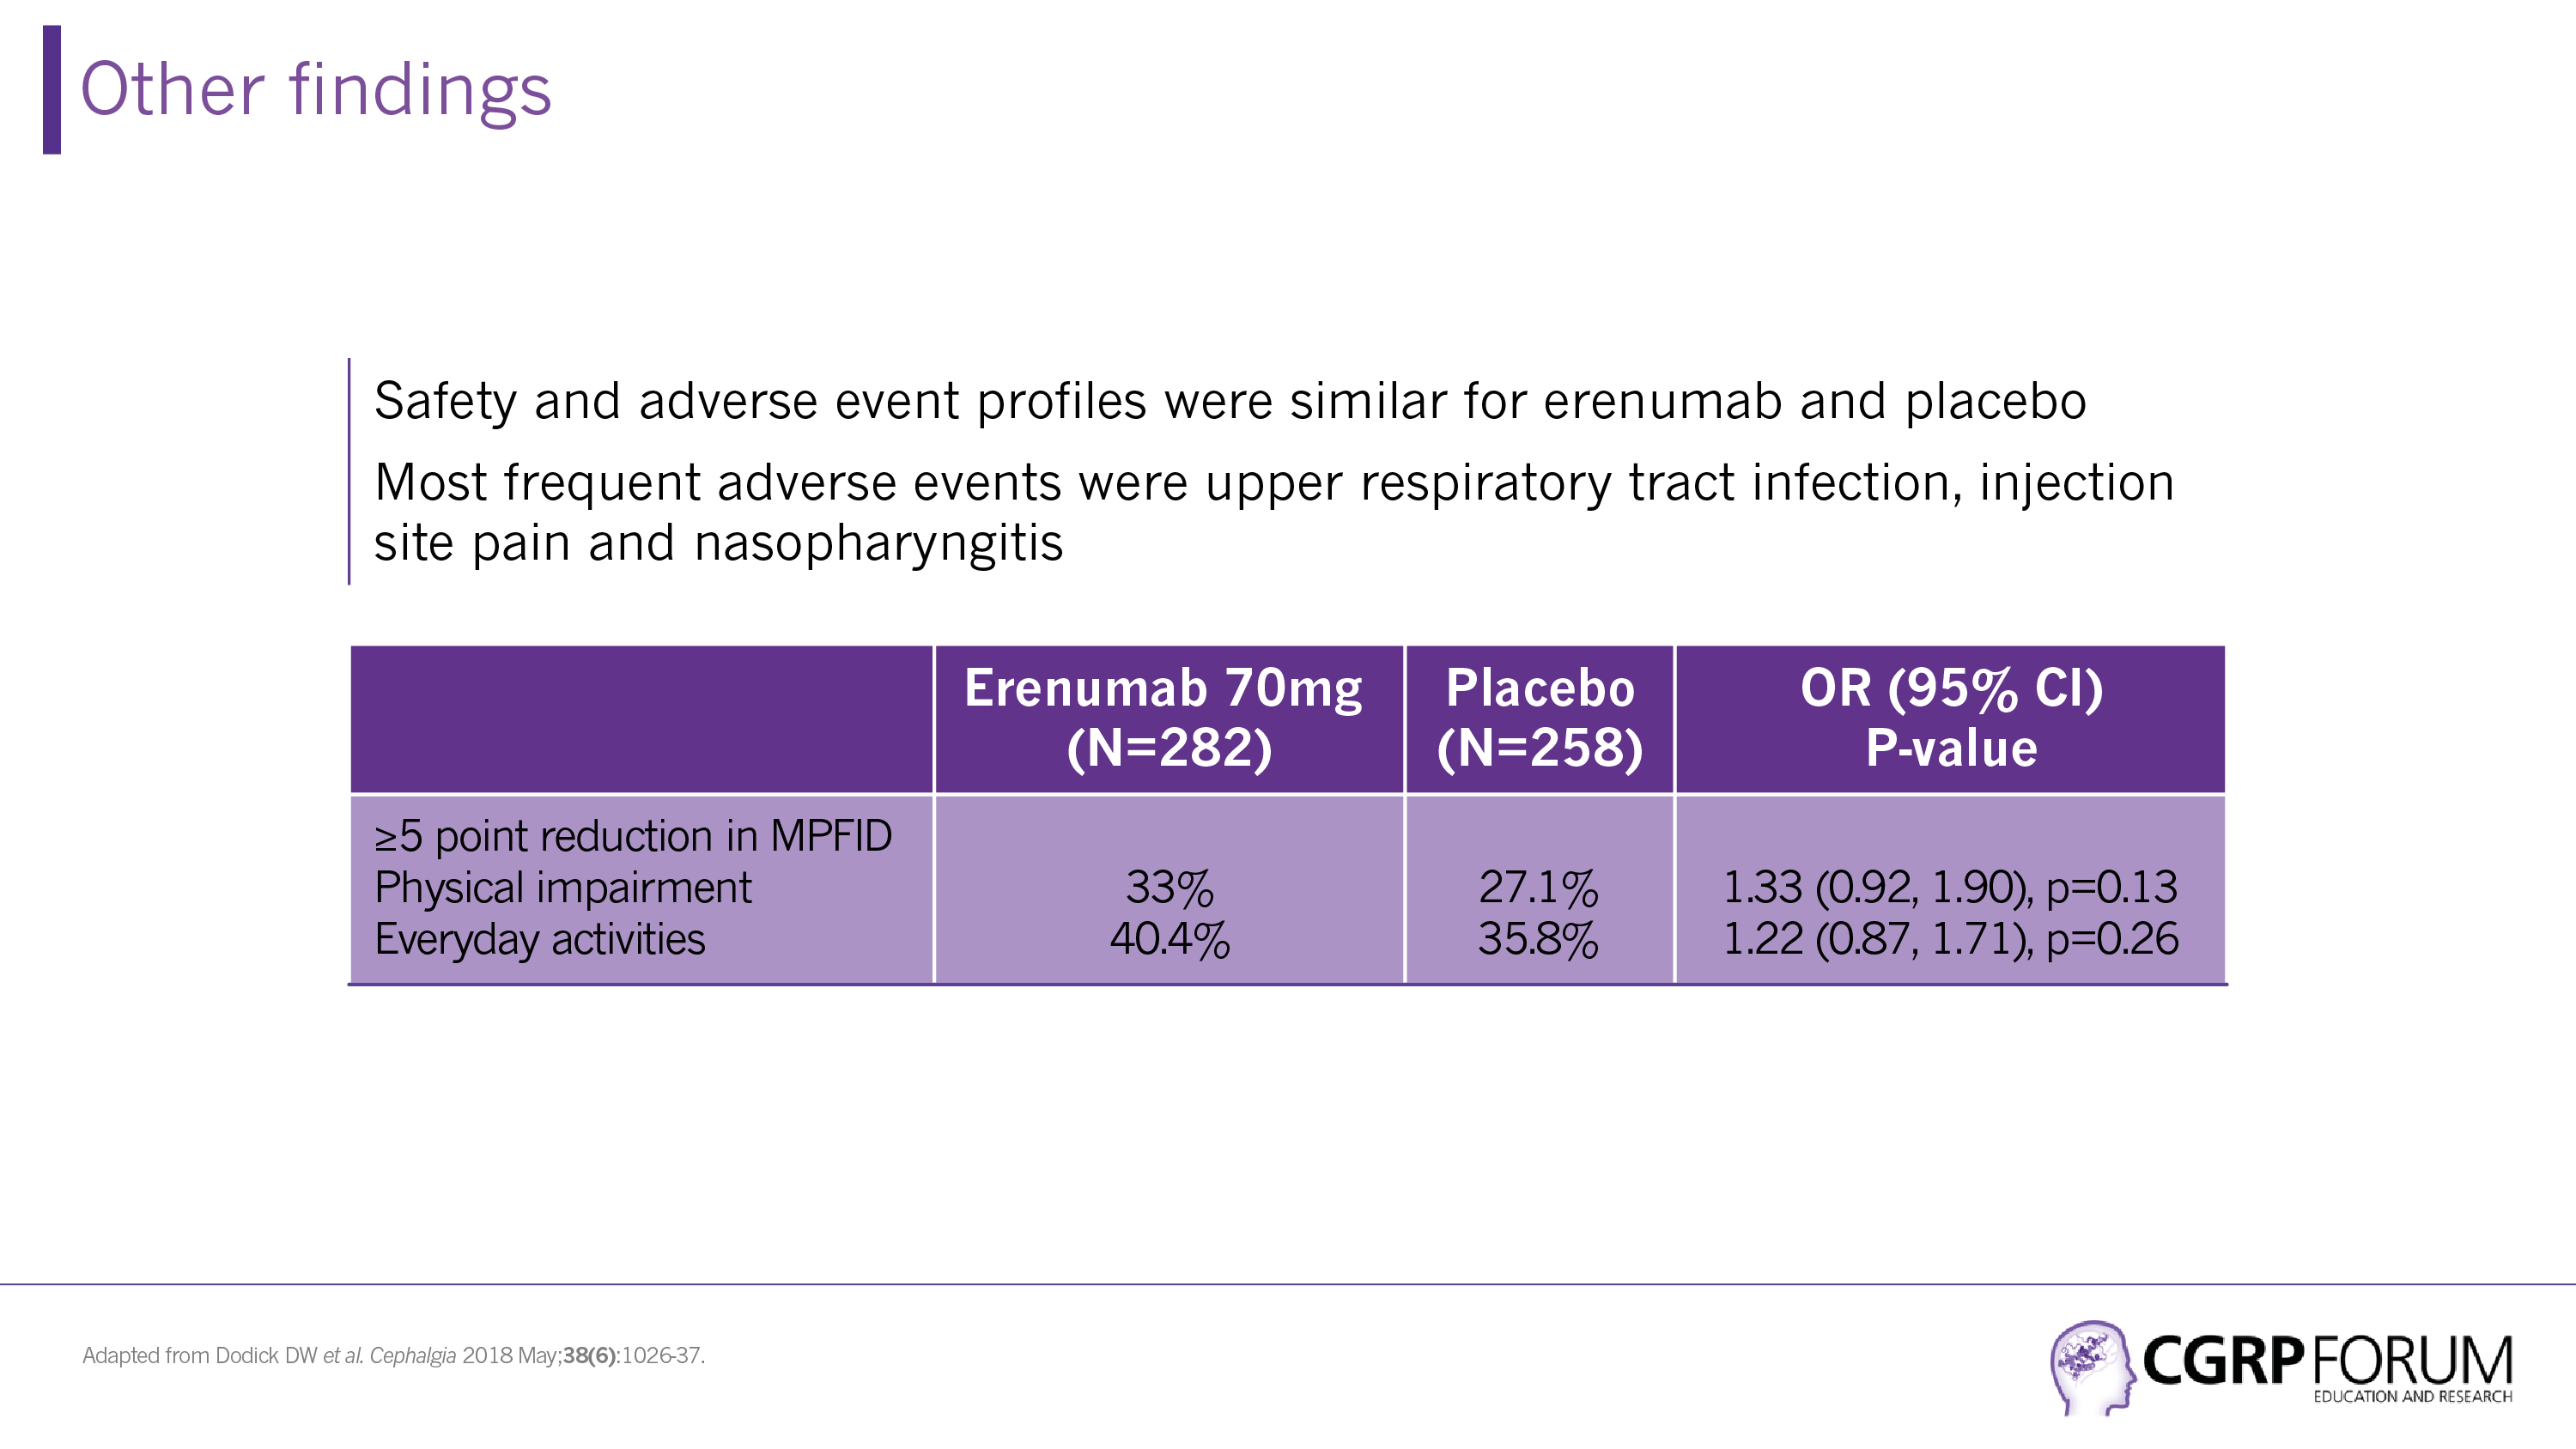 Other findings
Safety and adverse event profiles were similar for erenumab and placebo
Most frequent adverse events were upper respiratory tract infection, injection
site pain and nasopharyngitis
Erenumab 70mg
(N=282)
Placebo
(N=258)
OR (95% CI)
P-value
≥5 point reduction in MPFID
Physical impairment 33% 27.1% 1.33 (0.92, 1.90), p=0.13
Everyday activities 40.4% 35.8% 1.22 (0.87, 1.71), p=0.26
Adapted from Dodick DW et al. Cephalgia 2018 May;38(6):1026-37.
CGRP FORUM
EDUCATION AND RESEARCH